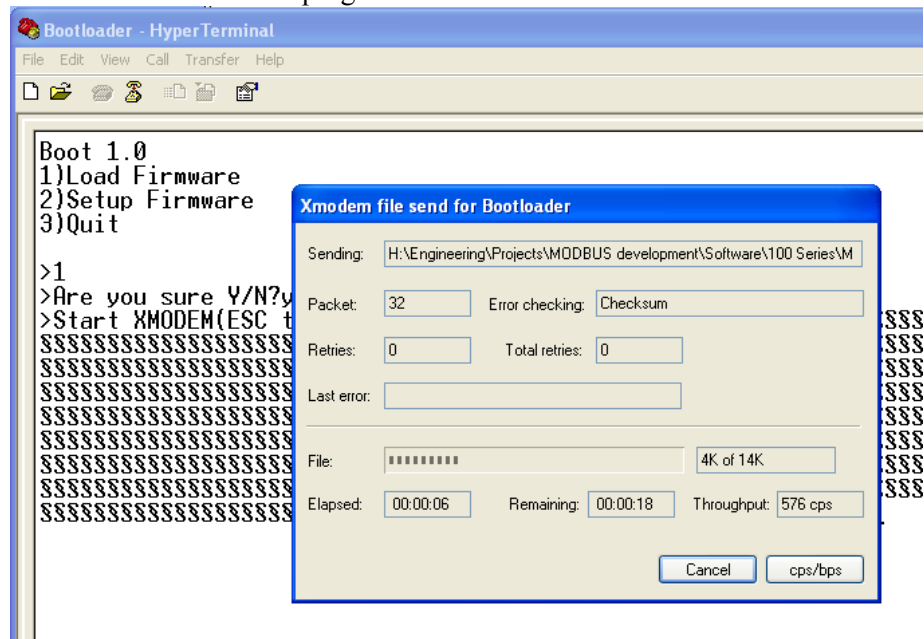 Bootloader - HyperTerminal
File Edit View Call Transfer Help
Boot 1.0
1)Load Firmware
2)Setup Firmware
3)Quit
>1
>Are you sure Y/N?y
>Start XMODEM(ESC t
Xmodem file send for Bootloader
Sending: H:\Engineering\Projects\MODBUS development\Software\100 Series\M
Packet: 32 Error checking: Checksum
Retries: 0 Total retries: 0
Last error:
File: 4K of 14K
Elapsed: 00:00:06 Remaining: 00:00:18 Throughput: 576 cps
Cancel cps/bps